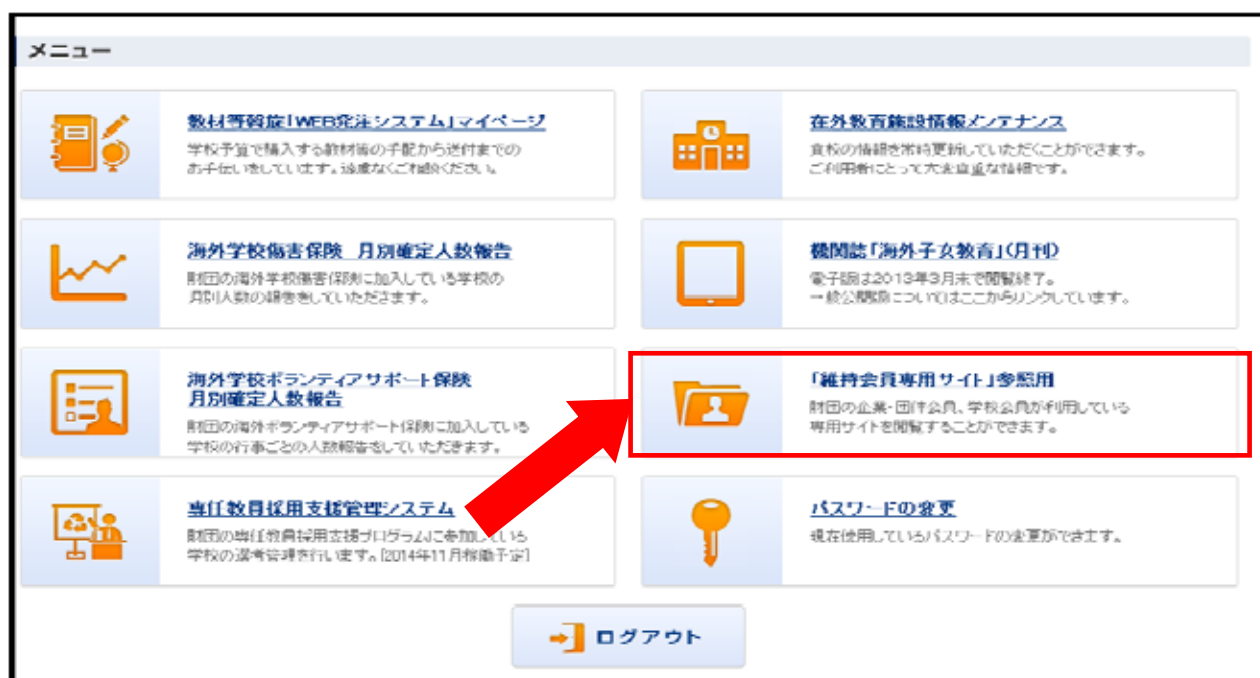 メニュー
教材等斡旋「WEB発注システム」マイページ
学校予算で購入する教材等の手配から送付までの
お手伝いをしています。遠慮なくご相談ください。
在外教育施設情報メンテナンス
貴校の情報を常時更新していただくことができます。
ご利用者にとって大変貴重な情報です。
海外学校傷害保険　月別確定人数報告
財団の海外学校傷害保険に加入している学校の
月別人数の報告をしていただきます。
機関誌「海外子女教育」(月刊)
電子版は2013年3月末で閲覧終了。
一般公開版についてはここからリンクしています。
海外学校ボランティアサポート保険
月別確定人数報告
財団の海外ボランティアサポート保険に加入している
学校の行事ごとの人数報告をしていただきます。
「維持会員専用サイト」参照用
財団の企業・団体会員、学校会員が利用している
専用サイトを閲覧することができます。
専任教員採用支援管理システム
財団の専任教員採用支援プログラムに参加している
学校の選考管理を行います。[2014年11月稼働予定]
パスワードの変更
現在使用しているパスワードの変更ができます。
ログアウト